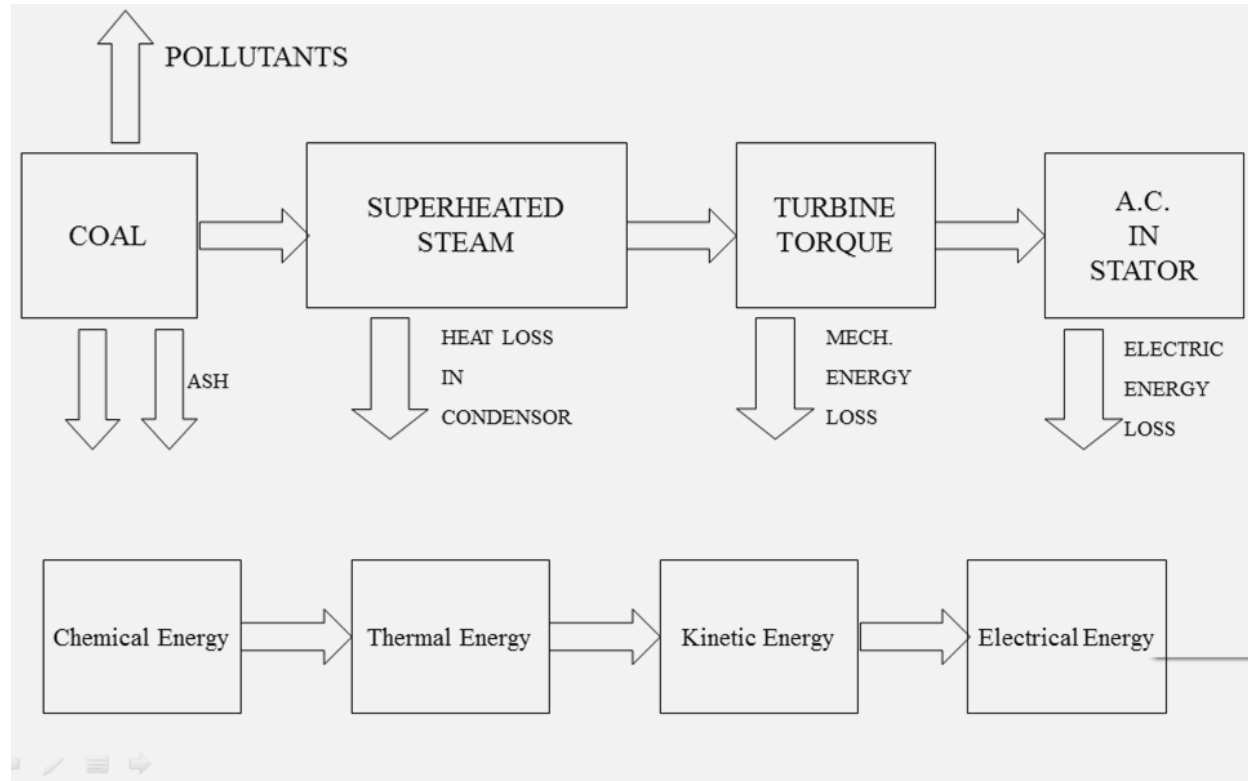 POLLUTANTS
COAL
SUPERHEATED
STEAM
TURBINE
TORQUE
A.C.
IN
STATOR
ASH
HEAT LOSS
IN
CONDENSOR
MECH.
ENERGY
LOSS
ELECTRIC
ENERGY
LOSS
Chemical Energy
Thermal Energy
Kinetic Energy
Electrical Energy